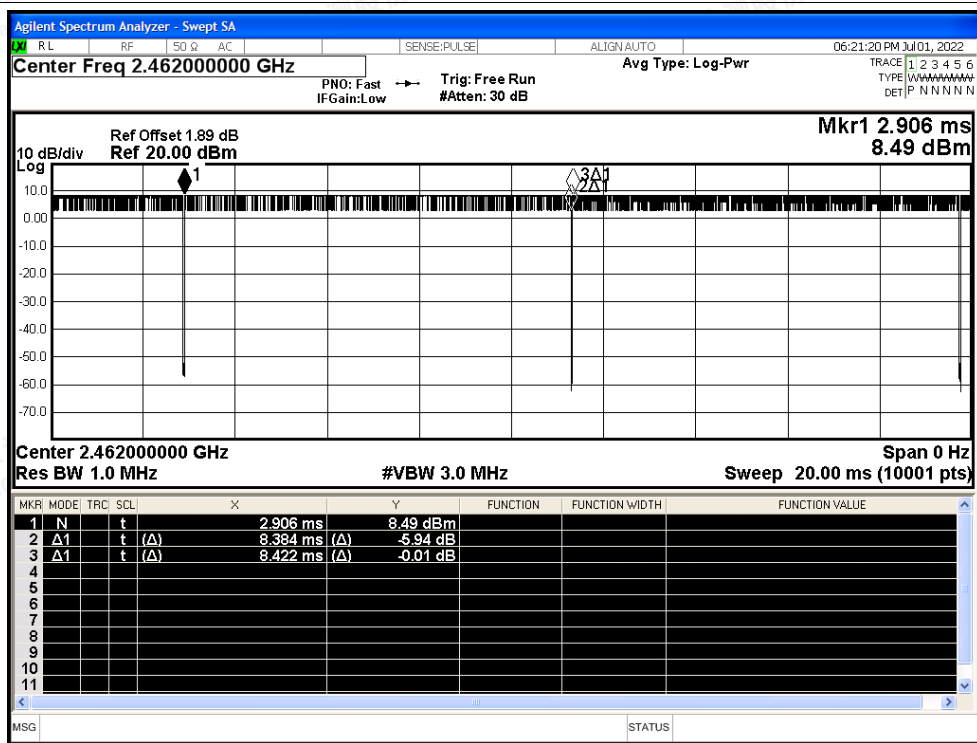 Agilent Spectrum Analyzer - Swept SA
LXI RL RF 50 Ω AC SENSE:PULSE ALIGN AUTO 06:21:20 PM Jul 01, 2022
Center Freq 2.462000000 GHz
PNO: Fast
IFGain:Low
Trig: Free Run
#Atten: 30 dB
Avg Type: Log-Pwr
TRACE 1 2 3 4 5 6
TYPE
DET P N N N N N
Mkr1 2.906 ms
8.49 dBm
Ref Offset 1.89 dB
10 dB/div Ref 20.00 dBm
Log
1
3Δ1
2Δ1
10.0
0.00
-10.0
-20.0
-30.0
-40.0
-50.0
-60.0
-70.0
Center 2.462000000 GHz Span 0 Hz
Res BW 1.0 MHz #VBW 3.0 MHz Sweep 20.00 ms (10001 pts)
MKR MODE TRC SCL X Y FUNCTION FUNCTION WIDTH FUNCTION VALUE
1 N t 2.906 ms 8.49 dBm
2 Δ1 t (Δ) 8.384 ms (Δ) -5.94 dB
3 Δ1 t (Δ) 8.422 ms (Δ) -0.01 dB
4
5
6
7
8
9
10
11
MSG STATUS